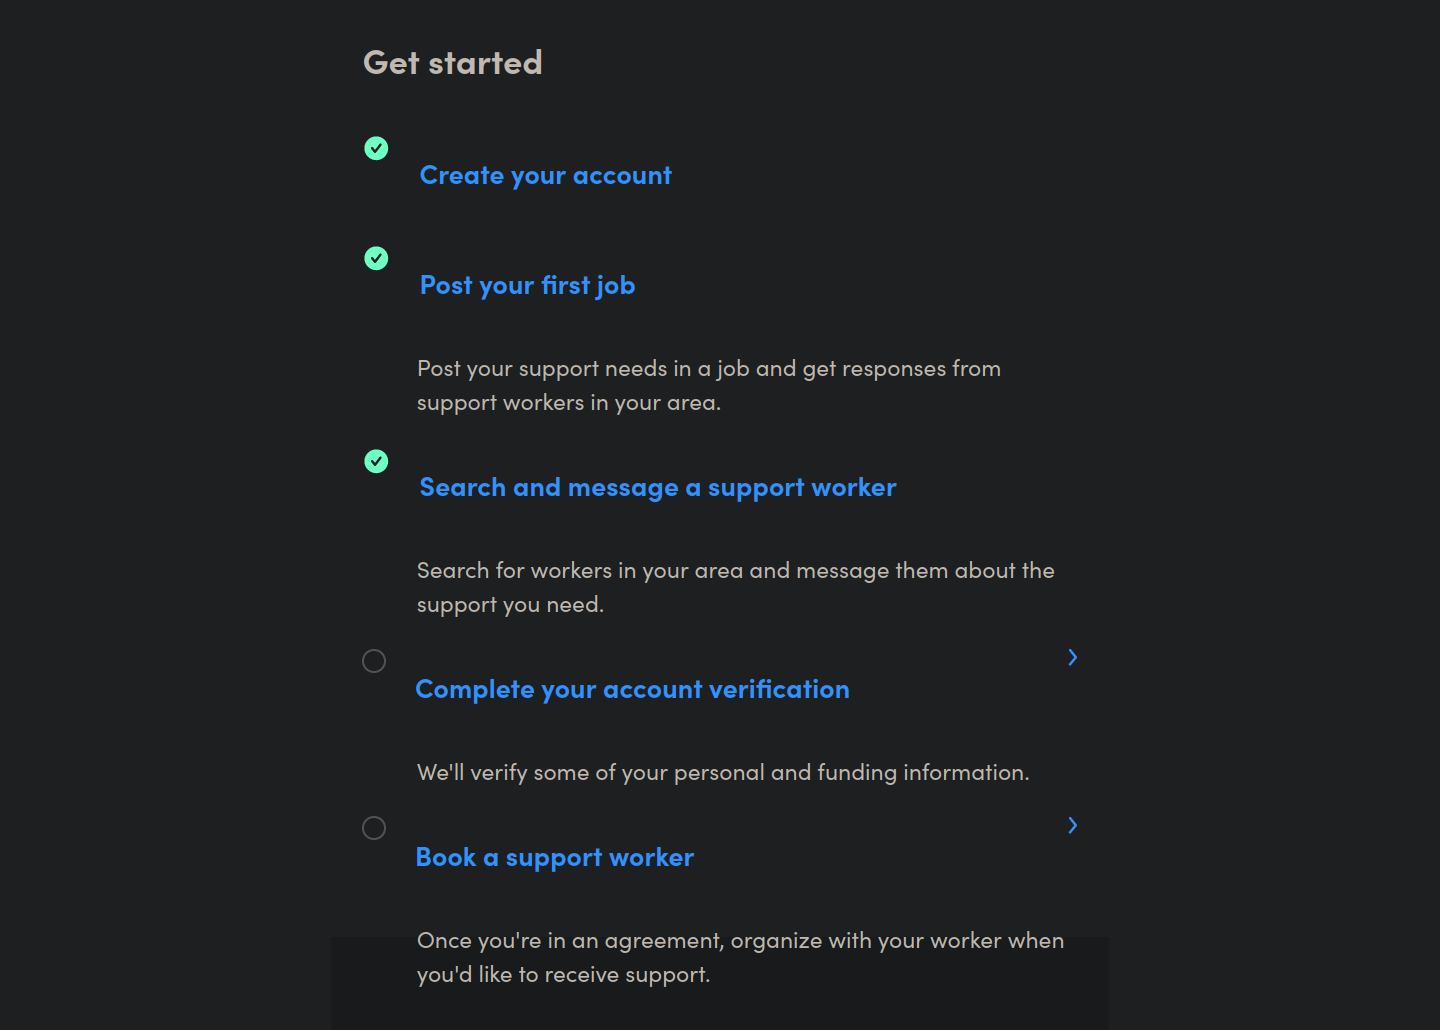 Get started
Create your account
Post your first job
Post your support needs in a job and get responses from
support workers in your area.
Search and message a support worker
Search for workers in your area and message them about the
support you need.
Complete your account verification
We'll verify some of your personal and funding information.
Book a support worker
Once you're in an agreement, organize with your worker when
you'd like to receive support.